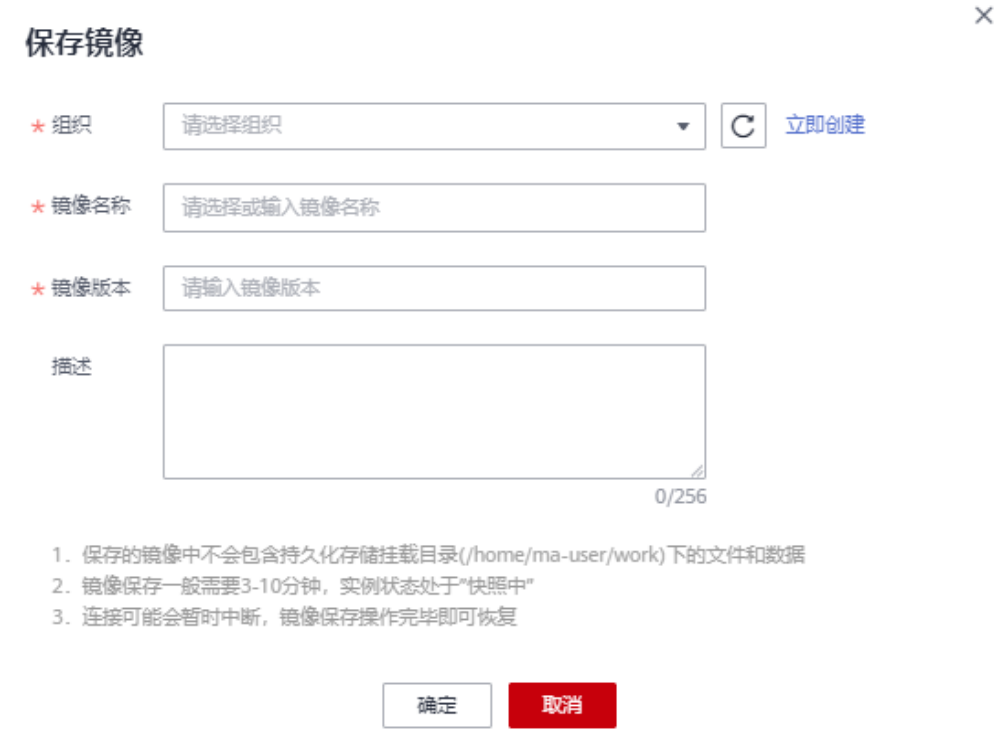 保存镜像
* 组织 请选择组织 立即创建
* 镜像名称 请选择或输入镜像名称
* 镜像版本 请输入镜像版本
描述
0/256
1. 保存的镜像中不会包含持久化存储挂载目录(/home/ma-user/work)下的文件和数据
2. 镜像保存一般需要3-10分钟，实例状态处于"快照中"
3. 连接可能会暂时中断，镜像保存操作完毕即可恢复
确定 取消